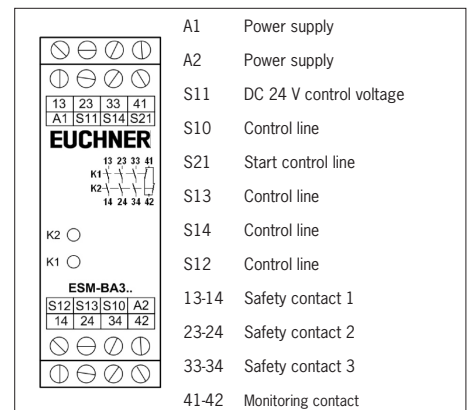 13 23 33 41
A1 S11 S14 S21
EUCHNER
13 23 33 41
K1
K2
14 24 34 42
K2
K1
ESM-BA3..
S12 S13 S10 A2
14 24 34 42
A1 Power supply
A2 Power supply
S11 DC 24 V control voltage
S10 Control line
S21 Start control line
S13 Control line
S14 Control line
S12 Control line
13-14 Safety contact 1
23-24 Safety contact 2
33-34 Safety contact 3
41-42 Monitoring contact